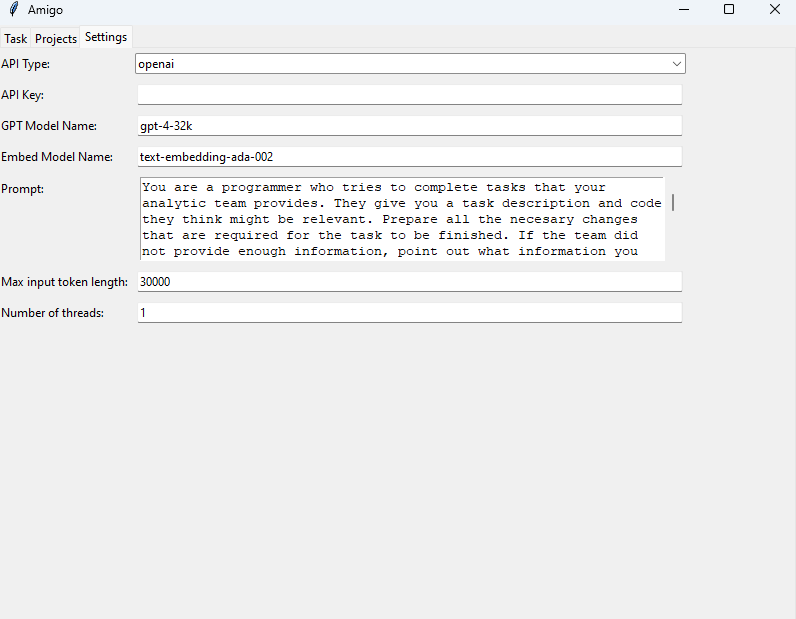 Amigo
Task Projects Settings
API Type: openai
API Key:
GPT Model Name: gpt-4-32k
Embed Model Name: text-embedding-ada-002
Prompt: You are a programmer who tries to complete tasks that your
analytic team provides. They give you a task description and code
they think might be relevant. Prepare all the necesary changes
that are required for the task to be finished. If the team did
not provide enough information, point out what information you
Max input token length: 30000
Number of threads: 1